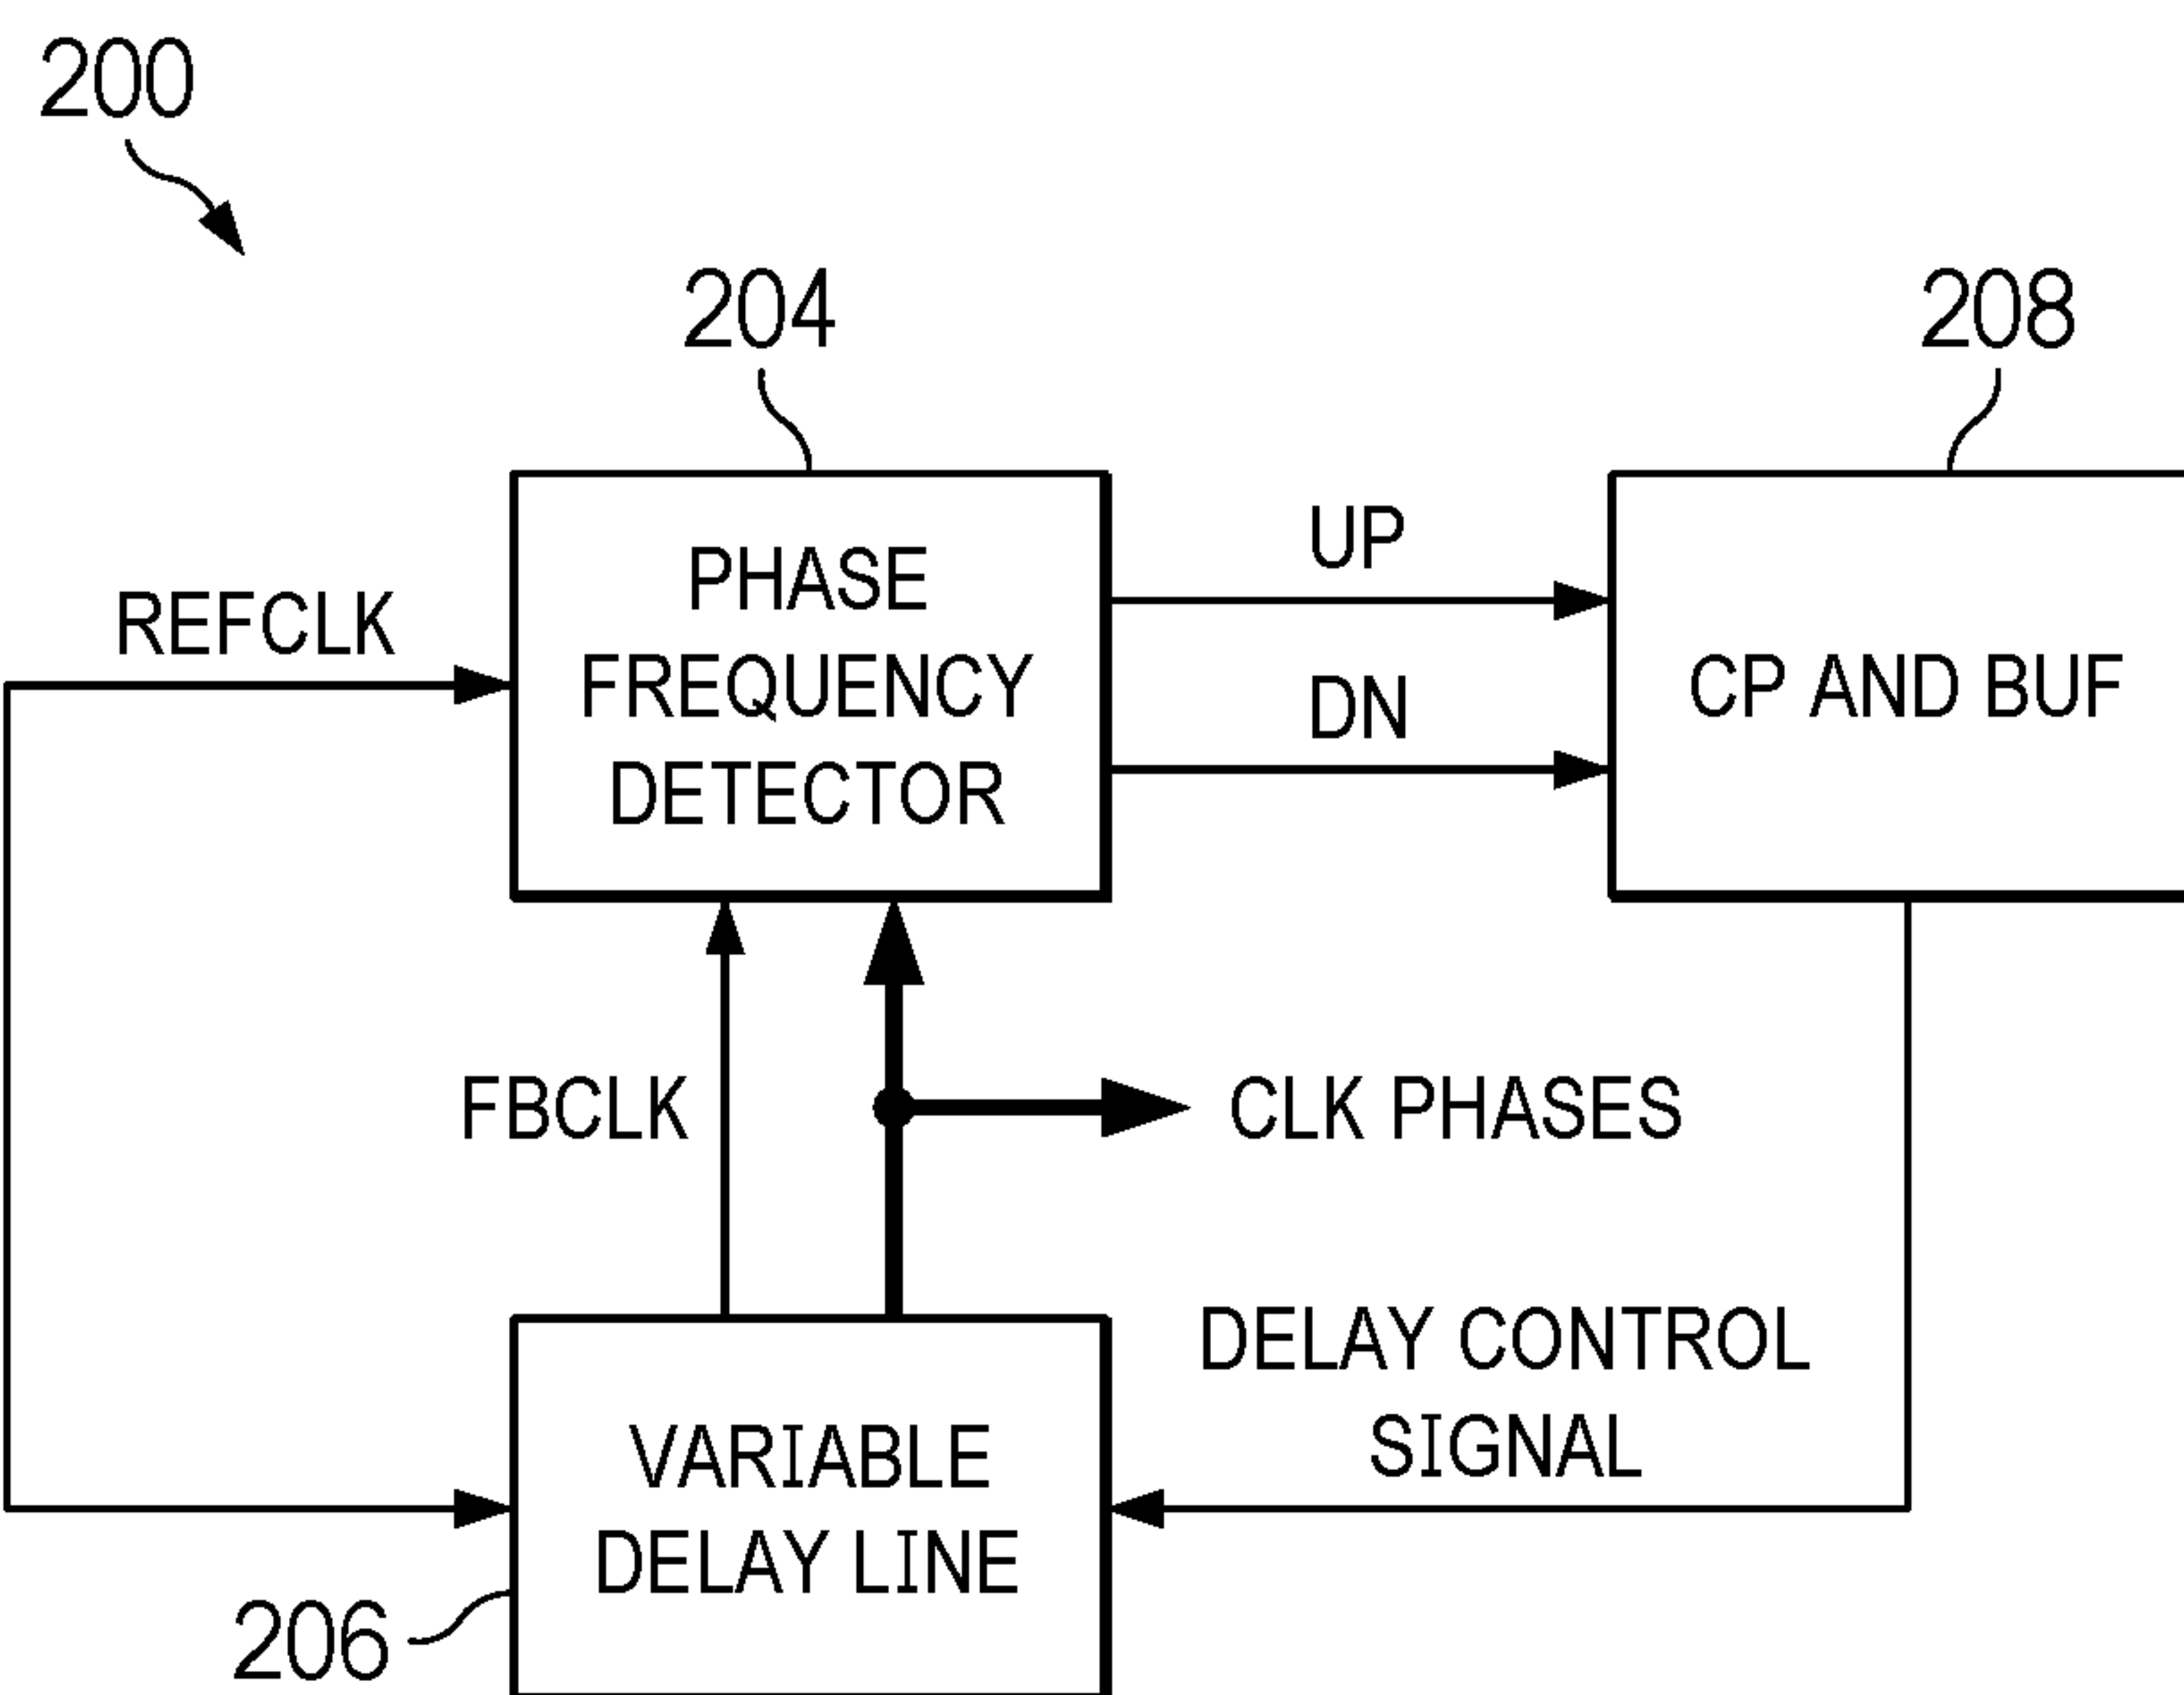 200
204
208
PHASE
FREQUENCY
DETECTOR
UP
DN
CP AND BUF
REFCLK
FBCLK
CLK PHASES
DELAY CONTROL
SIGNAL
VARIABLE
DELAY LINE
206